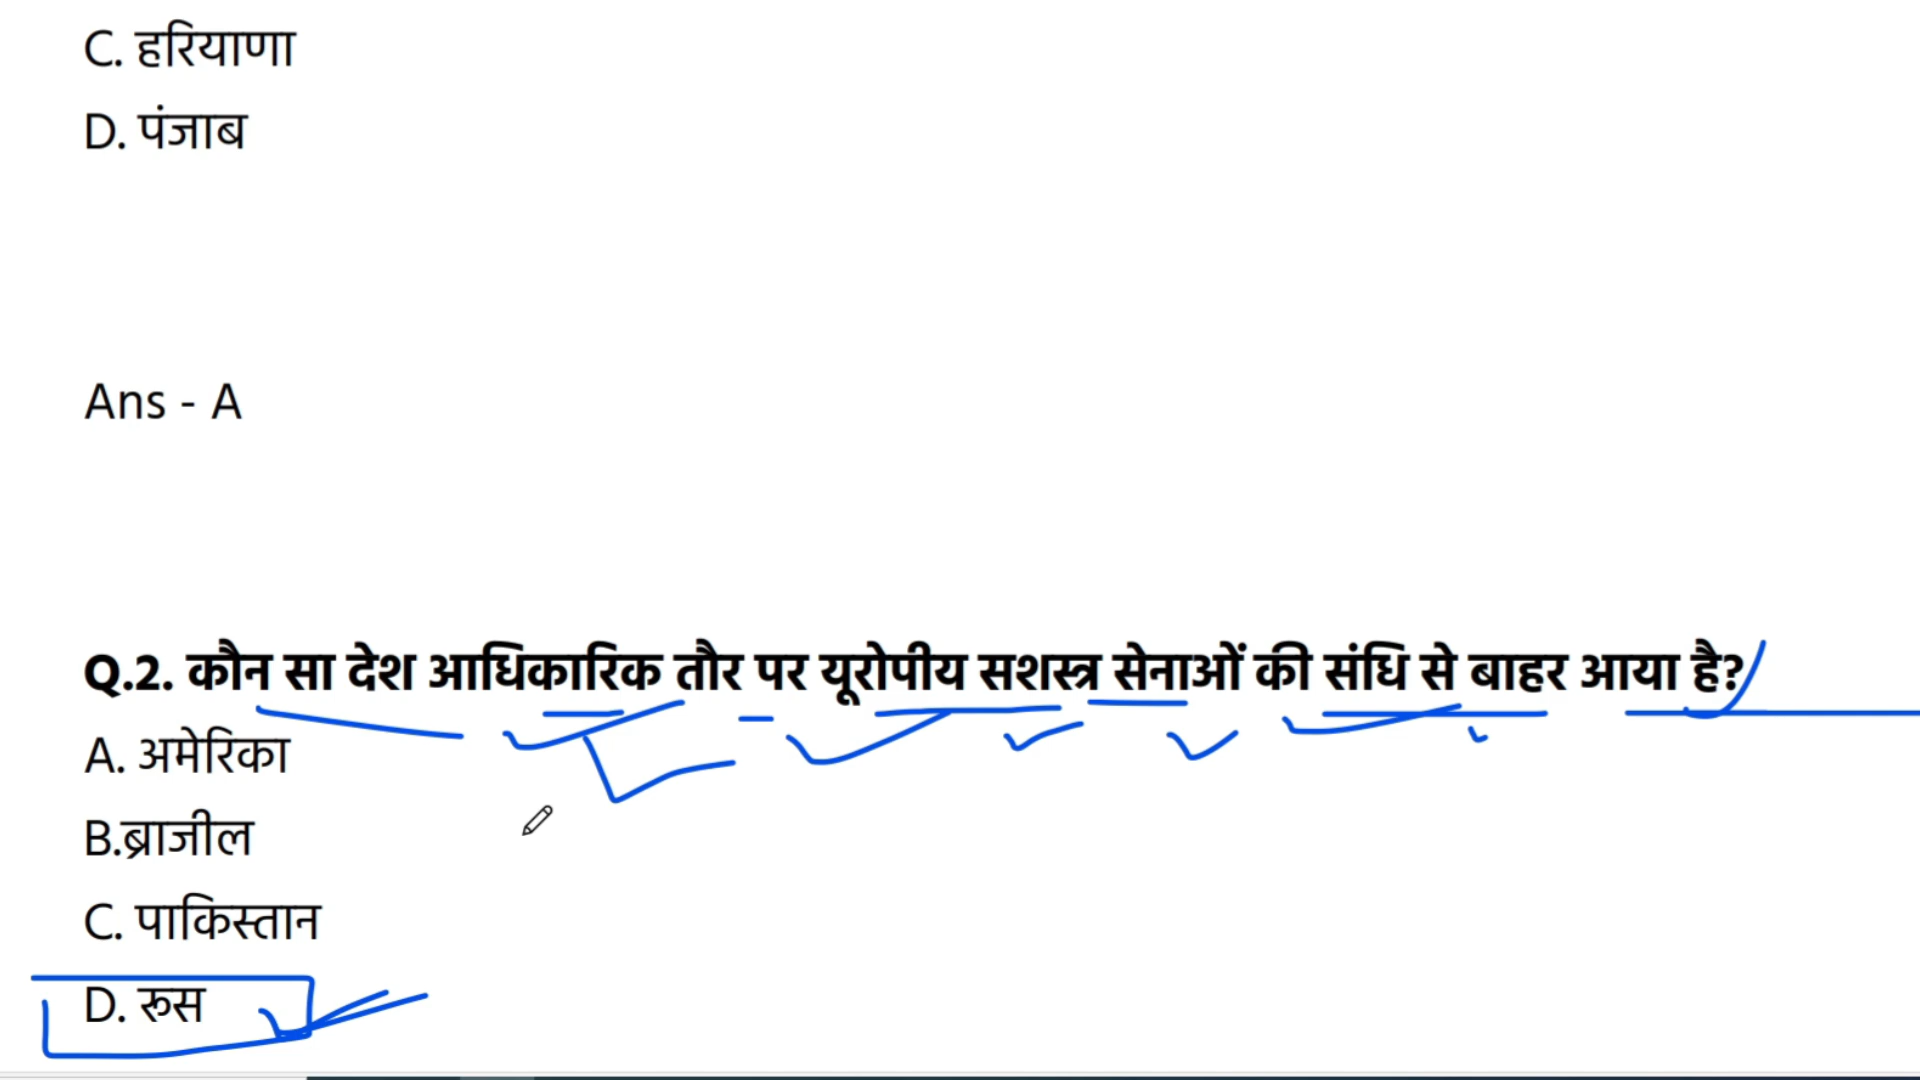 C. हरियाणा
D. पंजाब
Ans - A
Q.2. कौन सा देश आधिकारिक तौर पर यूरोपीय सशस्त्र सेनाओं की संधि से बाहर आया है?
A. अमेरिका
B.ब्राजील
C. पाकिस्तान
D. रूस